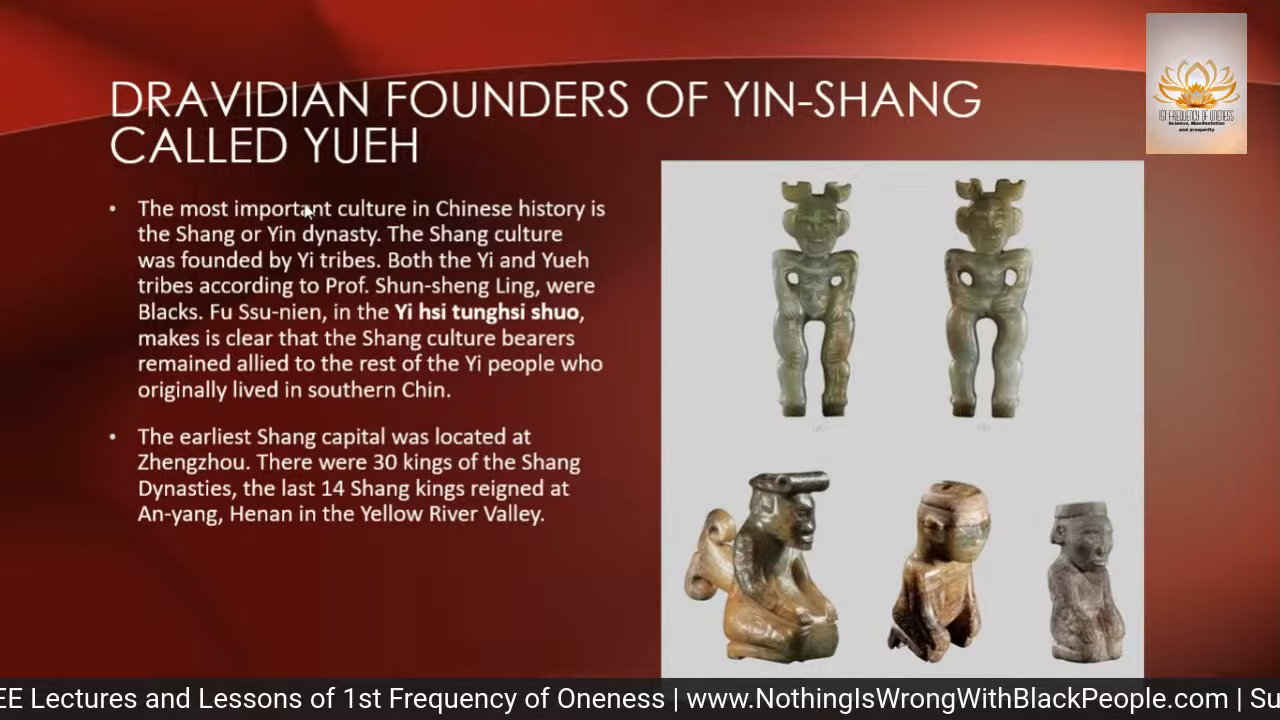 DRAVIDIAN FOUNDERS OF YIN-SHANG
CALLED YUEH
1ST FREQUENCY OF ONENESS
Science, Manifestation
and prosperity
• The most important culture in Chinese history is
the Shang or Yin dynasty. The Shang culture
was founded by Yi tribes. Both the Yi and Yueh
tribes according to Prof. Shun-sheng Ling, were
Blacks. Fu Ssu-nien, in the Yi hsi tunghsi shuo,
makes is clear that the Shang culture bearers
remained allied to the rest of the Yi people who
originally lived in southern Chin.
• The earliest Shang capital was located at
Zhengzhou. There were 30 kings of the Shang
Dynasties, the last 14 Shang kings reigned at
An-yang, Henan in the Yellow River Valley.
EE Lectures and Lessons of 1st Frequency of Oneness | www.NothingIsWrongWithBlackPeople.com | Su